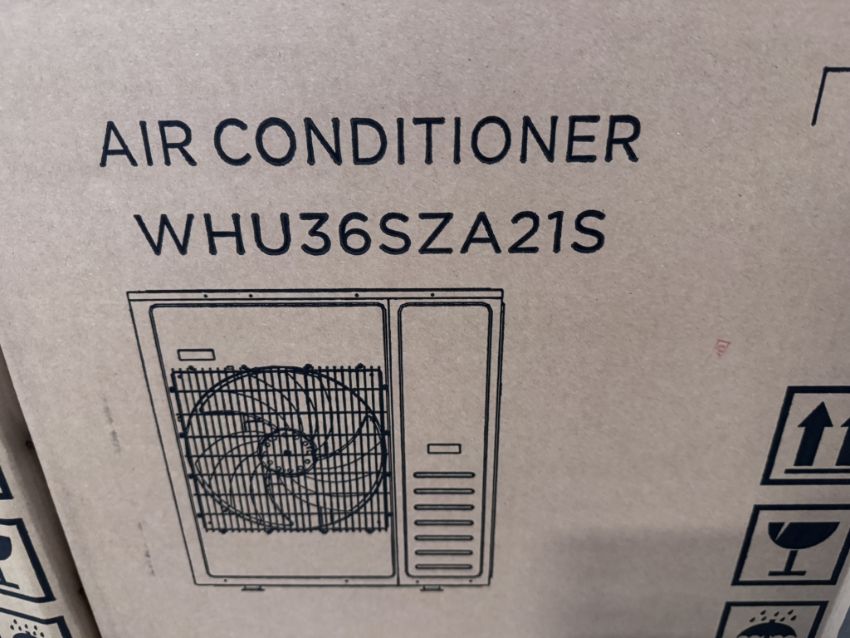 AIR CONDITIONER
WHU36SZA21S